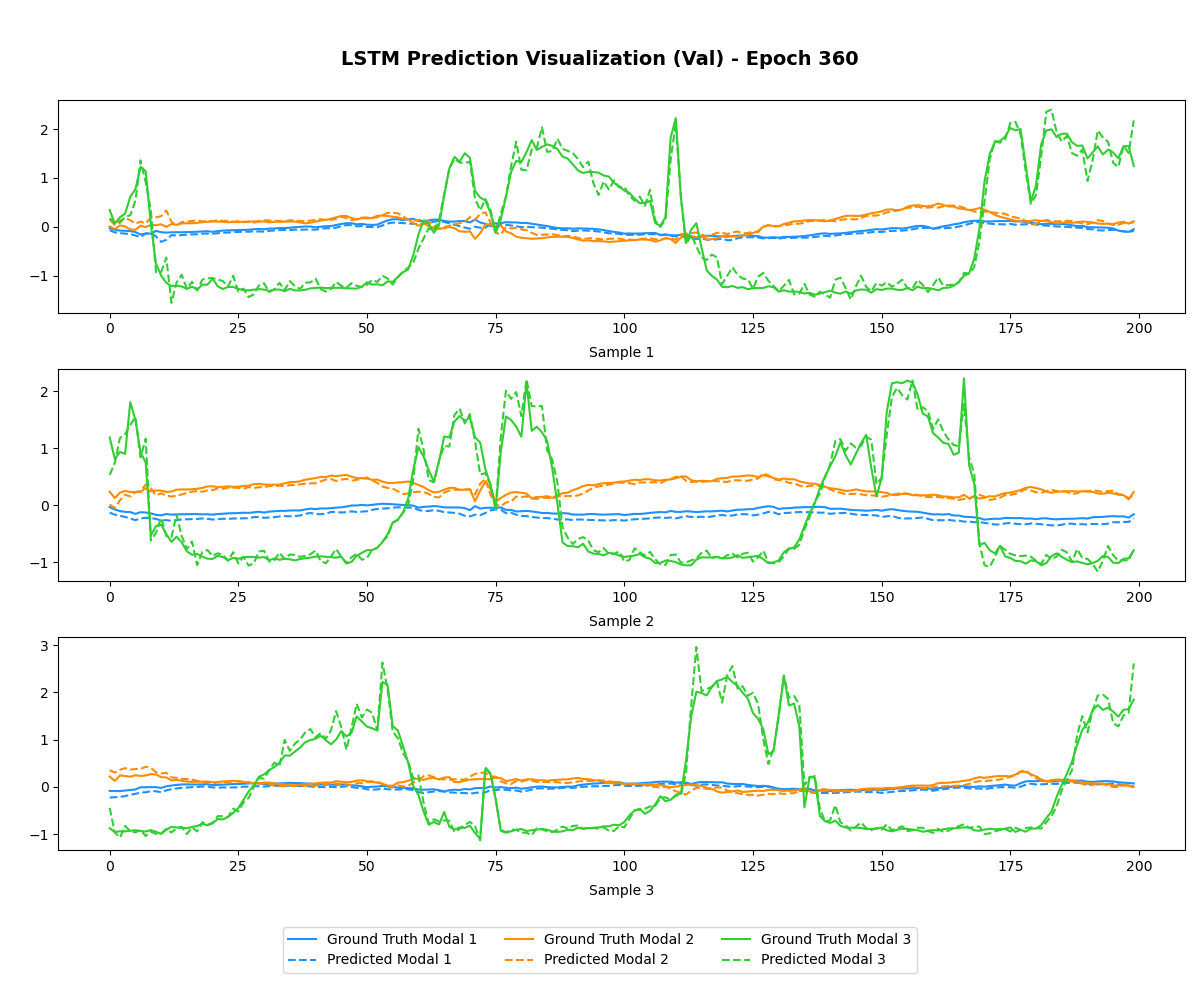 LSTM Prediction Visualization (Val) - Epoch 360
2
1
0
−1
0 25 50 75 100 125 150 175 200
Sample 1
2
1
0
−1
0 25 50 75 100 125 150 175 200
Sample 2
3
2
1
0
−1
0 25 50 75 100 125 150 175 200
Sample 3
Ground Truth Modal 1 Ground Truth Modal 2 Ground Truth Modal 3
Predicted Modal 1 Predicted Modal 2 Predicted Modal 3